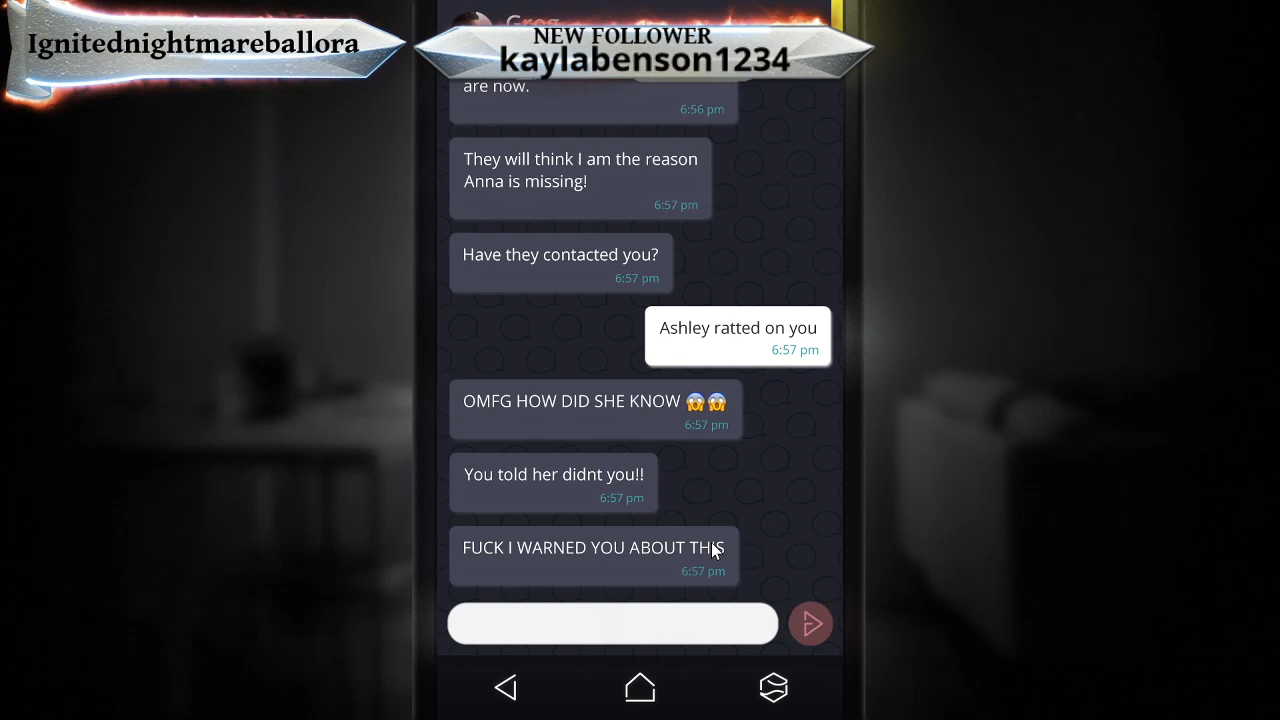 Ignitednightmareballora
NEW FOLLOWER
kaylabenson1234
Greg
are now.
6:56 pm
They will think I am the reason
Anna is missing!
6:57 pm
Have they contacted you?
6:57 pm
Ashley ratted on you
6:57 pm
OMFG HOW DID SHE KNOW 😱😱
6:57 pm
You told her didnt you!!
6:57 pm
FUCK I WARNED YOU ABOUT THIS
6:57 pm